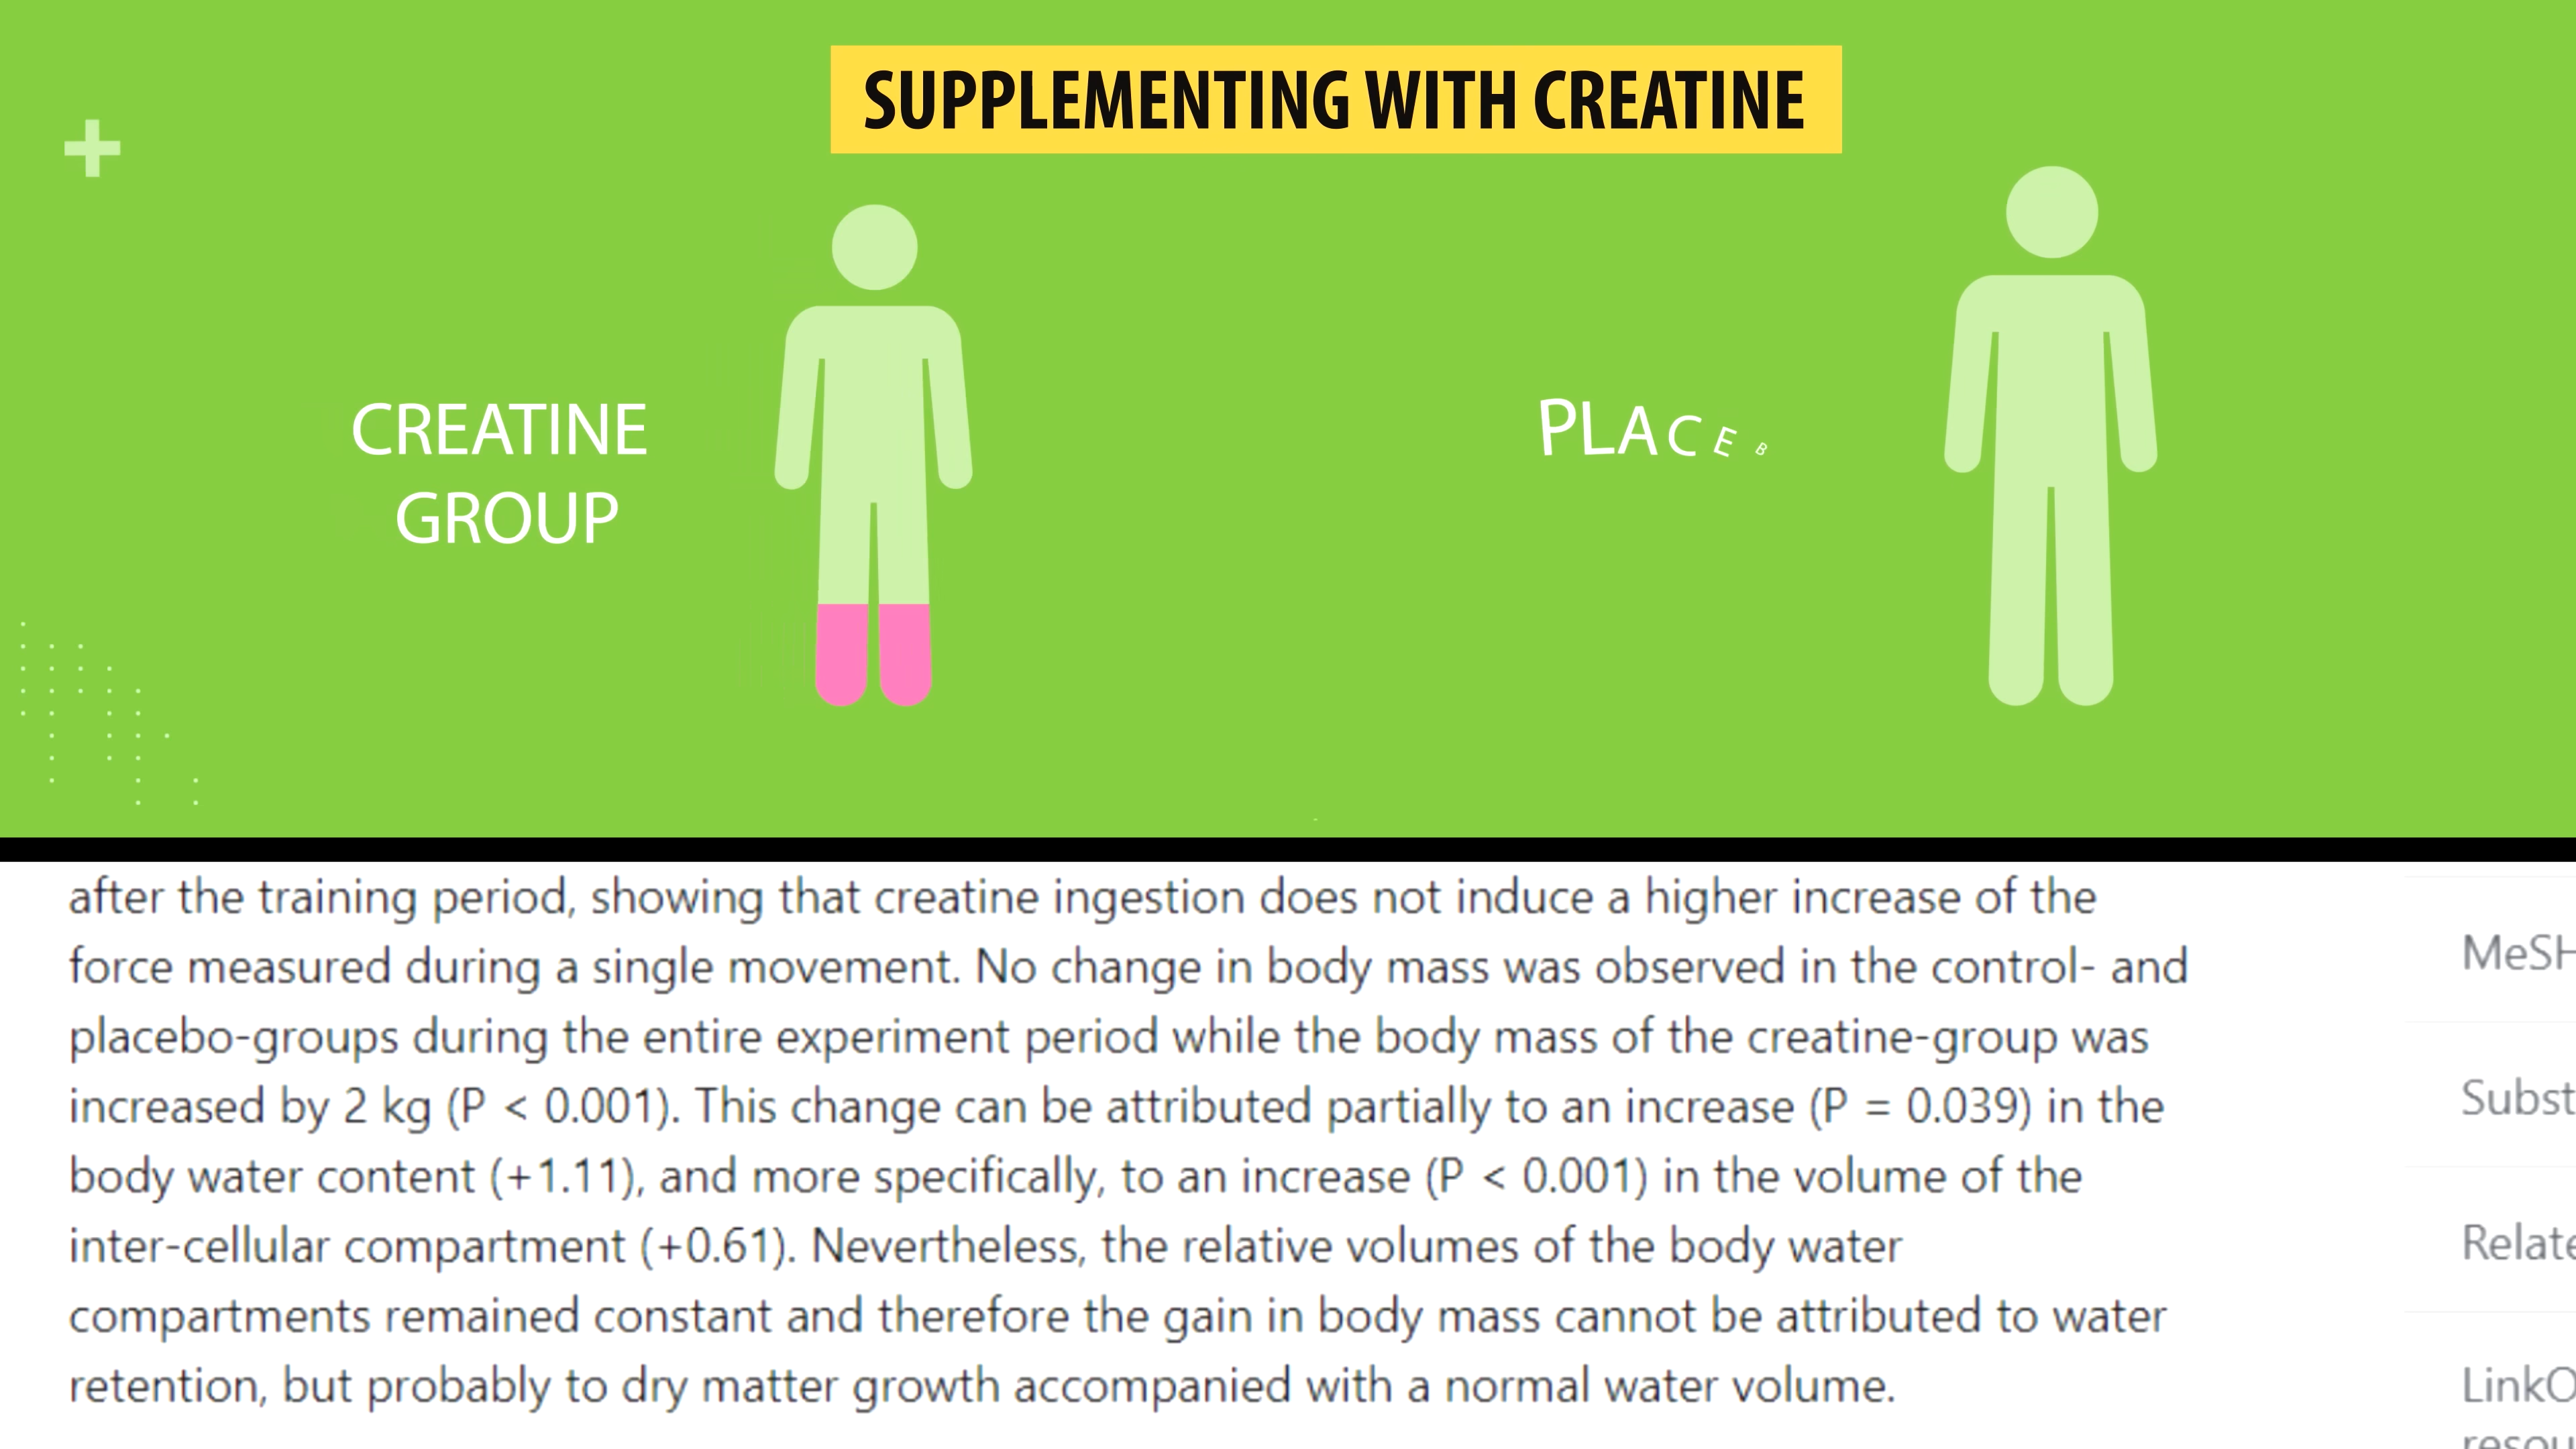 SUPPLEMENTING WITH CREATINE
CREATINE
GROUP
PLACEB
after the training period, showing that creatine ingestion does not induce a higher increase of the
force measured during a single movement. No change in body mass was observed in the control- and
placebo-groups during the entire experiment period while the body mass of the creatine-group was
increased by 2 kg (P < 0.001). This change can be attributed partially to an increase (P = 0.039) in the
body water content (+1.11), and more specifically, to an increase (P < 0.001) in the volume of the
inter-cellular compartment (+0.61). Nevertheless, the relative volumes of the body water
compartments remained constant and therefore the gain in body mass cannot be attributed to water
retention, but probably to dry matter growth accompanied with a normal water volume.
MeSH
Subst
Relate
LinkO